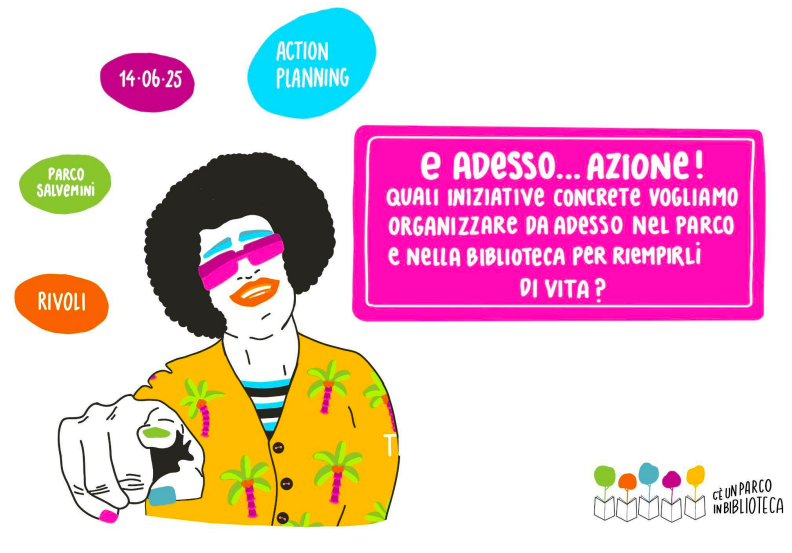 ACTION
PLANNING
14·06·25
PARCO
SALVEMINI
RIVOLI
e ADESSO... AZIONE!
QUALI INIZIATIVE CONCRETE VOGLIAMO
ORGANIZZARE DA ADESSO NEL PARCO
e NELLA BIBLIOTECA PER RIEMPIRLI
DI VITA?
T
C'È UN PARCO
IN BIBLIOTECA